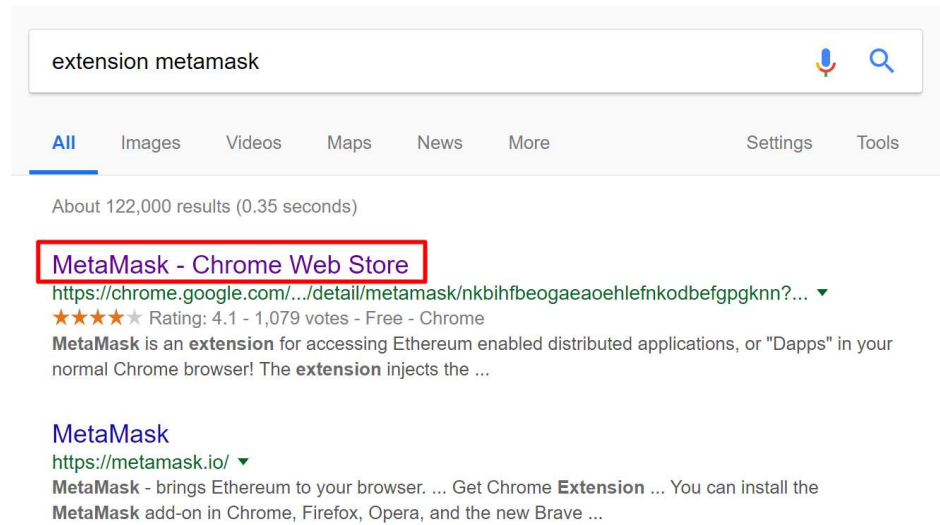 extension metamask
All Images Videos Maps News More Settings Tools
About 122,000 results (0.35 seconds)
MetaMask - Chrome Web Store
https://chrome.google.com/.../detail/metamask/nkbihfbeogaeaoehlefnkodbefgpgknn?...
Rating: 4.1 - 1,079 votes - Free - Chrome
MetaMask is an extension for accessing Ethereum enabled distributed applications, or "Dapps" in your
normal Chrome browser! The extension injects the ...
MetaMask
https://metamask.io/
MetaMask - brings Ethereum to your browser. ... Get Chrome Extension ... You can install the
MetaMask add-on in Chrome, Firefox, Opera, and the new Brave ...